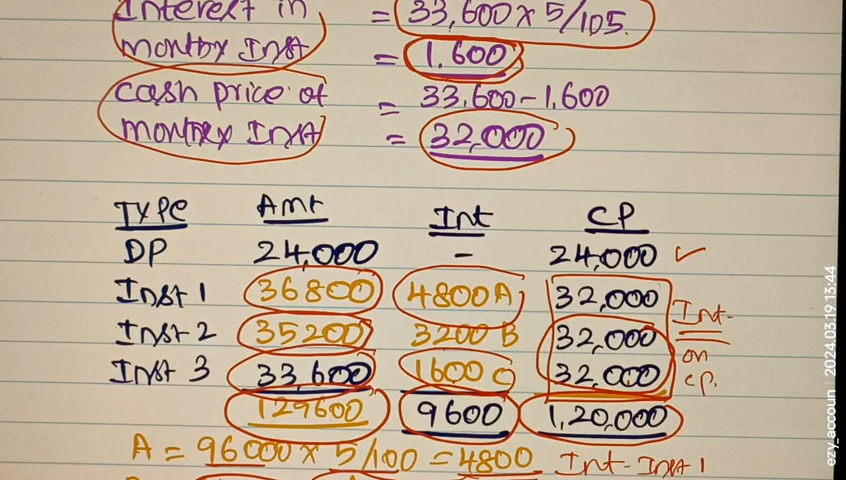 Interest in = 33,600 x 5/105.
Monthly Inst = 1,600
Cash price of = 33,600-1,600
Monthly Inst = 32,000
TYPE Amt Int CP
DP 24,000 - 24,000 ✓
Inst 1 36800 4800 A 32,000
Inst 2 35200 3200 B 32,000
Inst 3 33,600 1600 C 32,000
Int- on CP.
129600 9600 1,20,000
A = 96000 x 5/100 = 4800 Int-Inst 1
ezy_accoun 2024.03.19 13:44